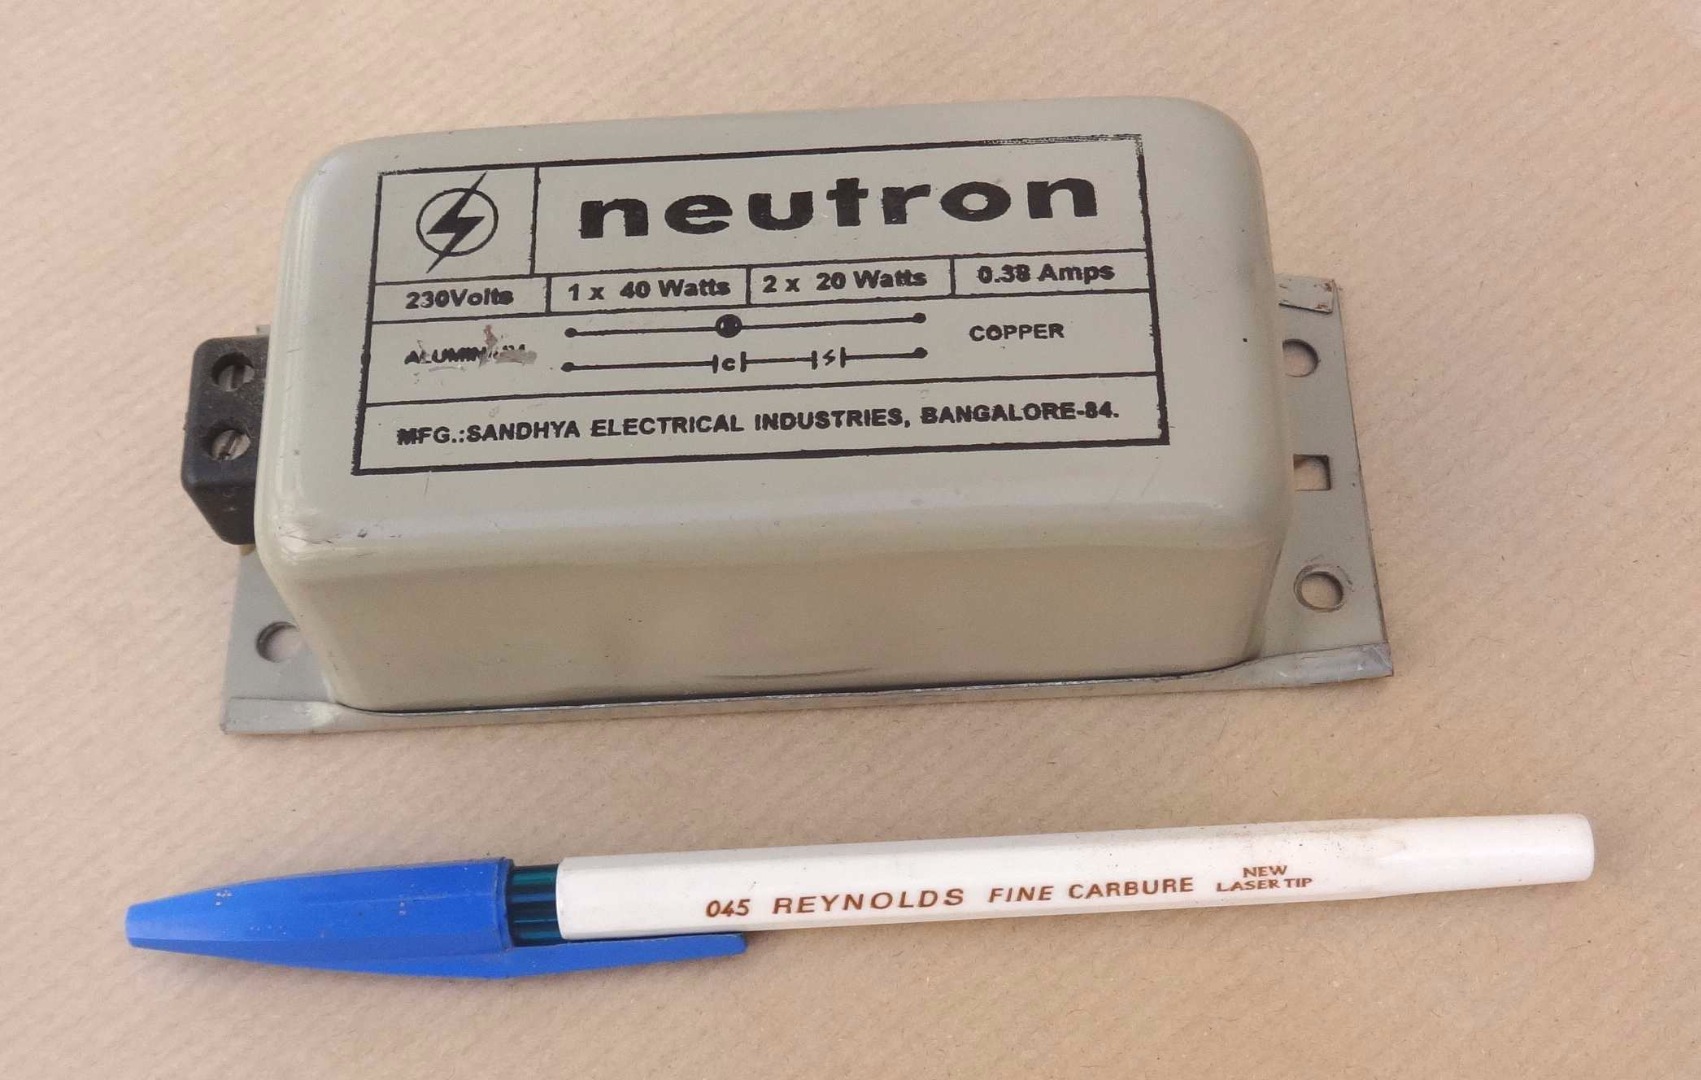 neutron
230Volts 1 x 40 Watts 2 x 20 Watts 0.38 Amps
COPPER
C
MFG.:SANDHYA ELECTRICAL INDUSTRIES, BANGALORE-84.
045 REYNOLDS FINE CARBURE NEW
LASER TIP